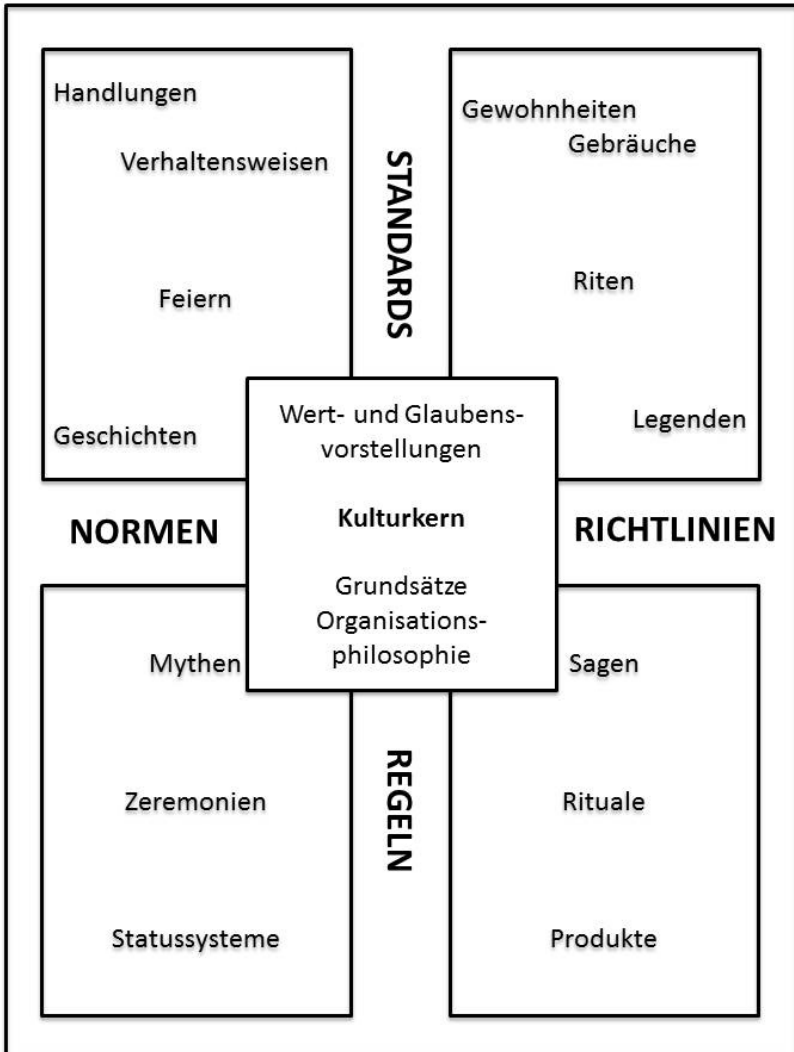 Handlungen
Verhaltensweisen
Feiern
Geschichten
STANDARDS
Gewohnheiten
Gebräuche
Riten
Legenden
NORMEN
Wert- und Glaubens-
vorstellungen
Kulturkern
Grundsätze
Organisations-
philosophie
RICHTLINIEN
Mythen
Zeremonien
Statussysteme
REGELN
Sagen
Rituale
Produkte